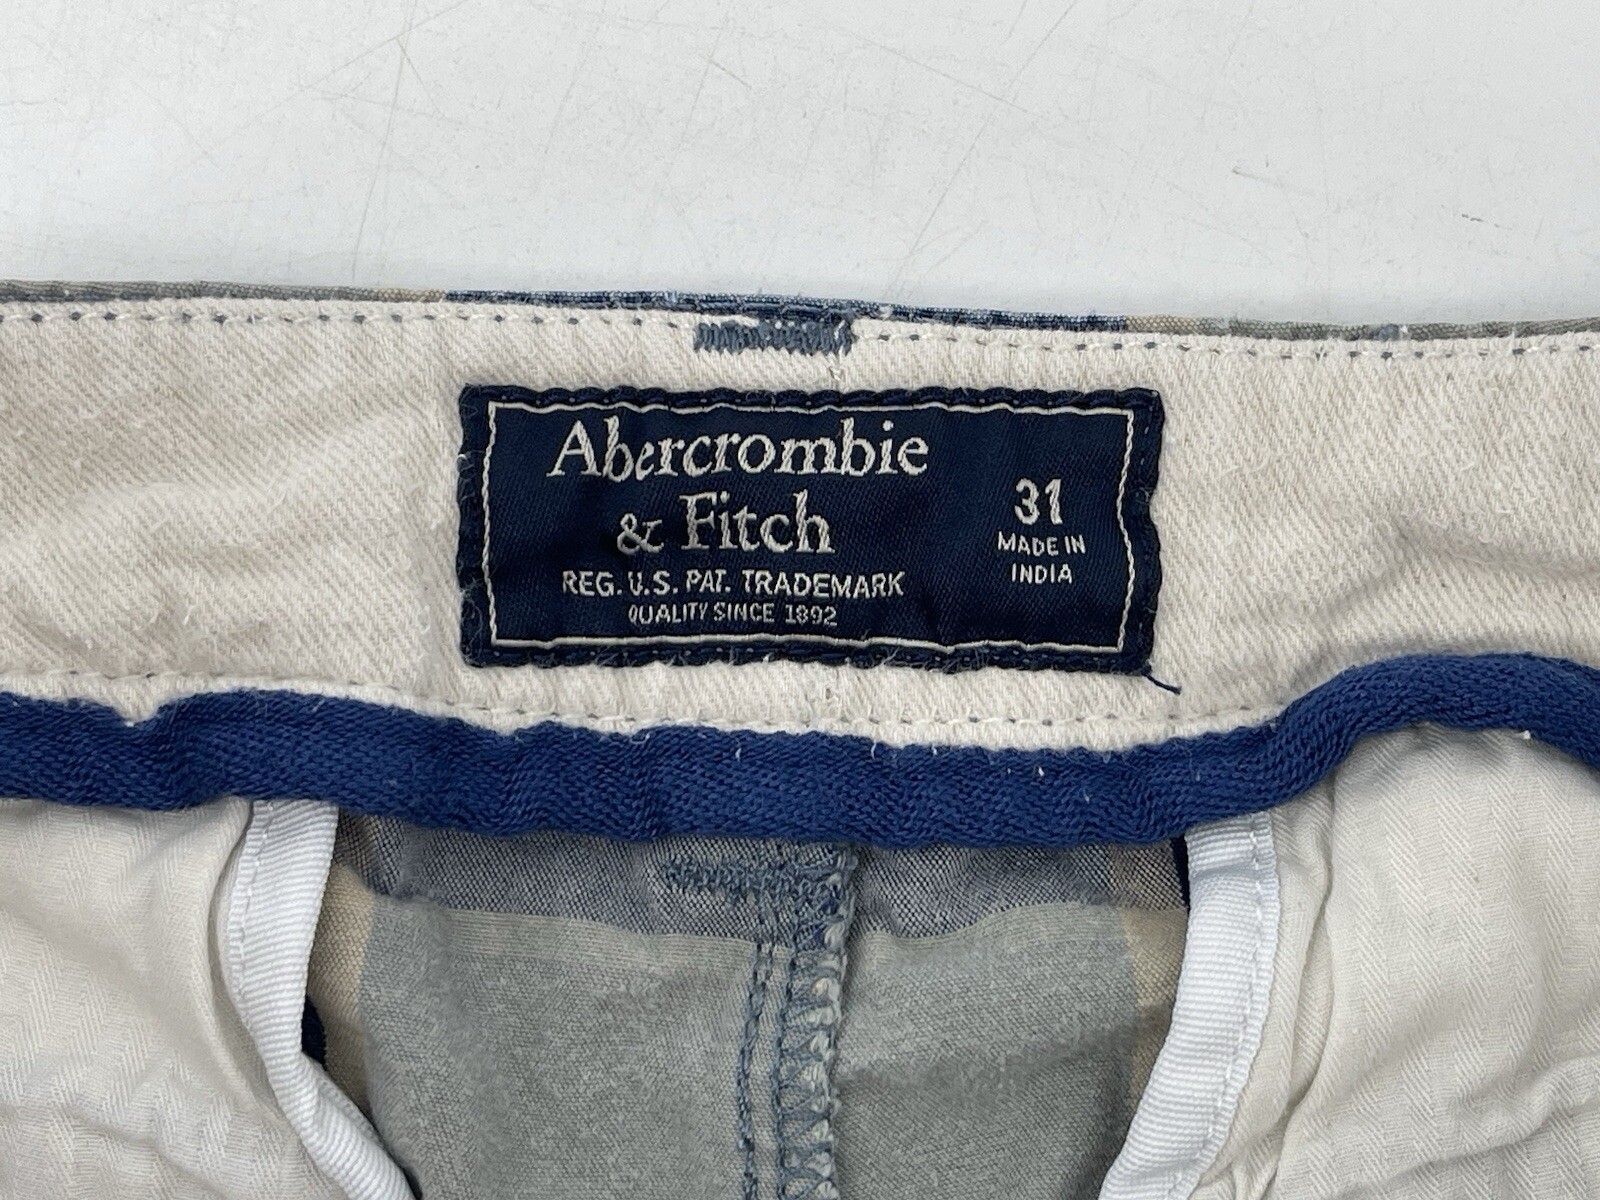 Abercrombie
& Fitch
REG. U.S. PAT. TRADEMARK
QUALITY SINCE 1892
31
MADE IN
INDIA